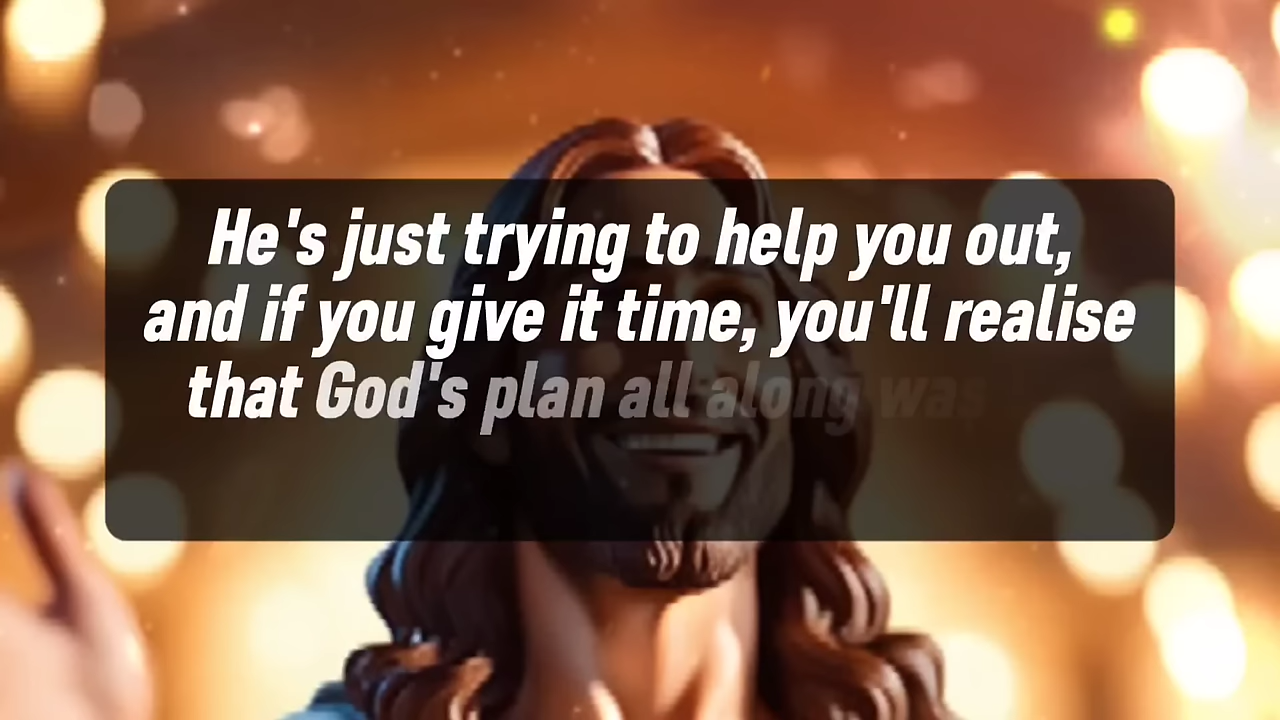 He's just trying to help you out,
and if you give it time, you'll realise
that God's plan all along was